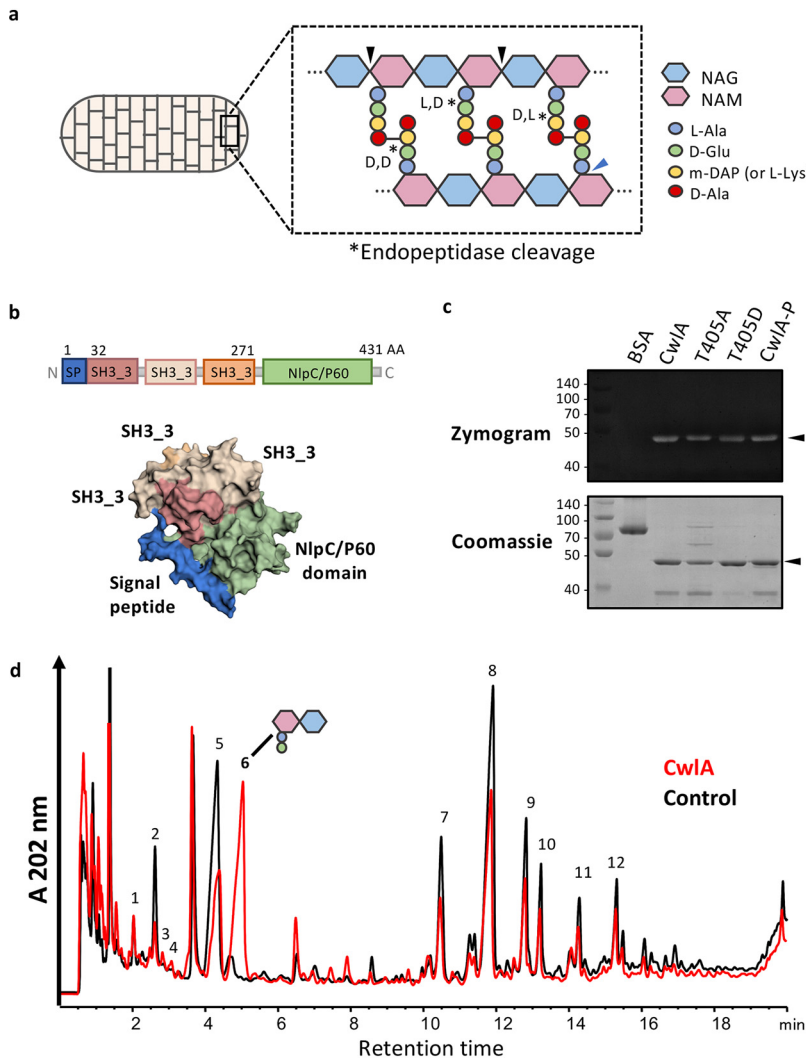 a
NAG
NAM
L,D *
D,L *
*
D,D
L-Ala
D-Glu
m-DAP (or L-Lys
D-Ala
*Endopeptidase cleavage
b
1 32 271 431 AA
N SP SH3_3 SH3_3 SH3_3 NlpC/P60 C
SH3_3
SH3_3
SH3_3
NlpC/P60
domain
Signal
peptide
c
BSA CwlA T405A T405D CwlA-P
Zymogram
140
100
70
50
40
Coomassie
140
100
70
50
40
d
A 202 nm
1
2
3
4
5
6
7
8
9
10
11
12
CwlA
Control
2 4 6 8 10 12 14 16 18 min
Retention time